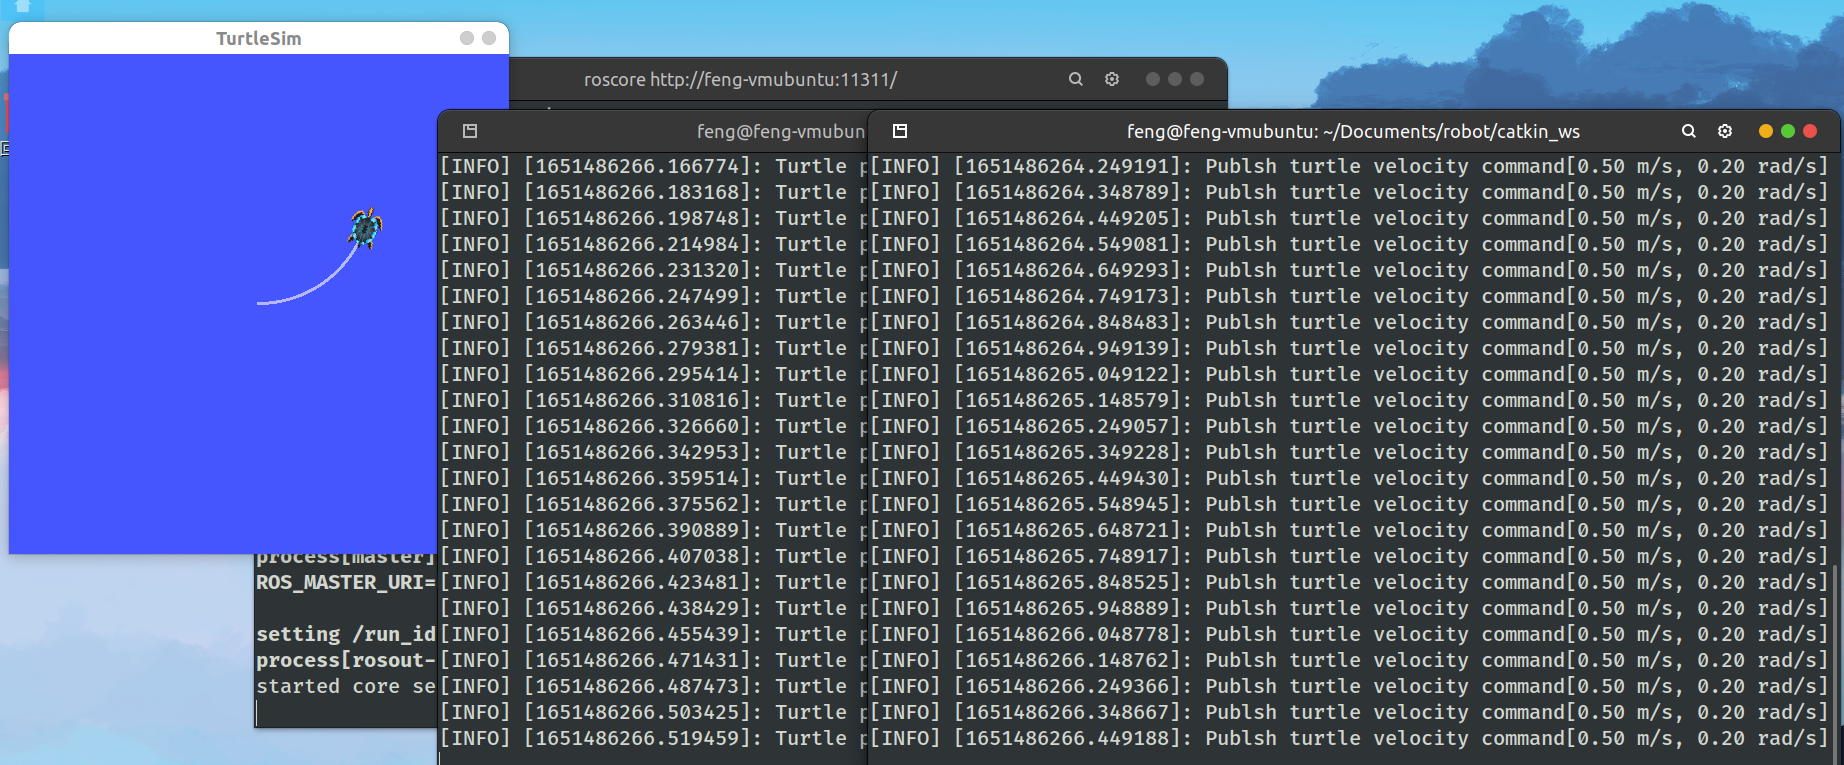 TurtleSim
roscore http://feng-vmubuntu:11311/
feng@feng-vmubun
feng@feng-vmubuntu: ~/Documents/robot/catkin_ws
[INFO] [1651486266.166774]: Turtle p
[INFO] [1651486266.183168]: Turtle p
[INFO] [1651486266.198748]: Turtle p
[INFO] [1651486266.214984]: Turtle p
[INFO] [1651486266.231320]: Turtle p
[INFO] [1651486266.247499]: Turtle p
[INFO] [1651486266.263446]: Turtle p
[INFO] [1651486266.279381]: Turtle p
[INFO] [1651486266.295414]: Turtle p
[INFO] [1651486266.310816]: Turtle p
[INFO] [1651486266.326660]: Turtle p
[INFO] [1651486266.342953]: Turtle p
[INFO] [1651486266.359514]: Turtle p
[INFO] [1651486266.375562]: Turtle p
[INFO] [1651486266.390889]: Turtle p
[INFO] [1651486266.407038]: Turtle p
[INFO] [1651486266.423481]: Turtle p
[INFO] [1651486266.438429]: Turtle p
[INFO] [1651486266.455439]: Turtle p
[INFO] [1651486266.471431]: Turtle p
[INFO] [1651486266.487473]: Turtle p
[INFO] [1651486266.503425]: Turtle p
[INFO] [1651486266.519459]: Turtle p
[INFO] [1651486264.249191]: Publsh turtle velocity command[0.50 m/s, 0.20 rad/s]
[INFO] [1651486264.348789]: Publsh turtle velocity command[0.50 m/s, 0.20 rad/s]
[INFO] [1651486264.449205]: Publsh turtle velocity command[0.50 m/s, 0.20 rad/s]
[INFO] [1651486264.549081]: Publsh turtle velocity command[0.50 m/s, 0.20 rad/s]
[INFO] [1651486264.649293]: Publsh turtle velocity command[0.50 m/s, 0.20 rad/s]
[INFO] [1651486264.749173]: Publsh turtle velocity command[0.50 m/s, 0.20 rad/s]
[INFO] [1651486264.848483]: Publsh turtle velocity command[0.50 m/s, 0.20 rad/s]
[INFO] [1651486264.949139]: Publsh turtle velocity command[0.50 m/s, 0.20 rad/s]
[INFO] [1651486265.049122]: Publsh turtle velocity command[0.50 m/s, 0.20 rad/s]
[INFO] [1651486265.148579]: Publsh turtle velocity command[0.50 m/s, 0.20 rad/s]
[INFO] [1651486265.249057]: Publsh turtle velocity command[0.50 m/s, 0.20 rad/s]
[INFO] [1651486265.349228]: Publsh turtle velocity command[0.50 m/s, 0.20 rad/s]
[INFO] [1651486265.449430]: Publsh turtle velocity command[0.50 m/s, 0.20 rad/s]
[INFO] [1651486265.548945]: Publsh turtle velocity command[0.50 m/s, 0.20 rad/s]
[INFO] [1651486265.648721]: Publsh turtle velocity command[0.50 m/s, 0.20 rad/s]
[INFO] [1651486265.748917]: Publsh turtle velocity command[0.50 m/s, 0.20 rad/s]
[INFO] [1651486265.848525]: Publsh turtle velocity command[0.50 m/s, 0.20 rad/s]
[INFO] [1651486265.948889]: Publsh turtle velocity command[0.50 m/s, 0.20 rad/s]
[INFO] [1651486266.048778]: Publsh turtle velocity command[0.50 m/s, 0.20 rad/s]
[INFO] [1651486266.148762]: Publsh turtle velocity command[0.50 m/s, 0.20 rad/s]
[INFO] [1651486266.249366]: Publsh turtle velocity command[0.50 m/s, 0.20 rad/s]
[INFO] [1651486266.348667]: Publsh turtle velocity command[0.50 m/s, 0.20 rad/s]
[INFO] [1651486266.449188]: Publsh turtle velocity command[0.50 m/s, 0.20 rad/s]
process[master]
ROS_MASTER_URI=
setting /run_id
process[rosout-
started core se